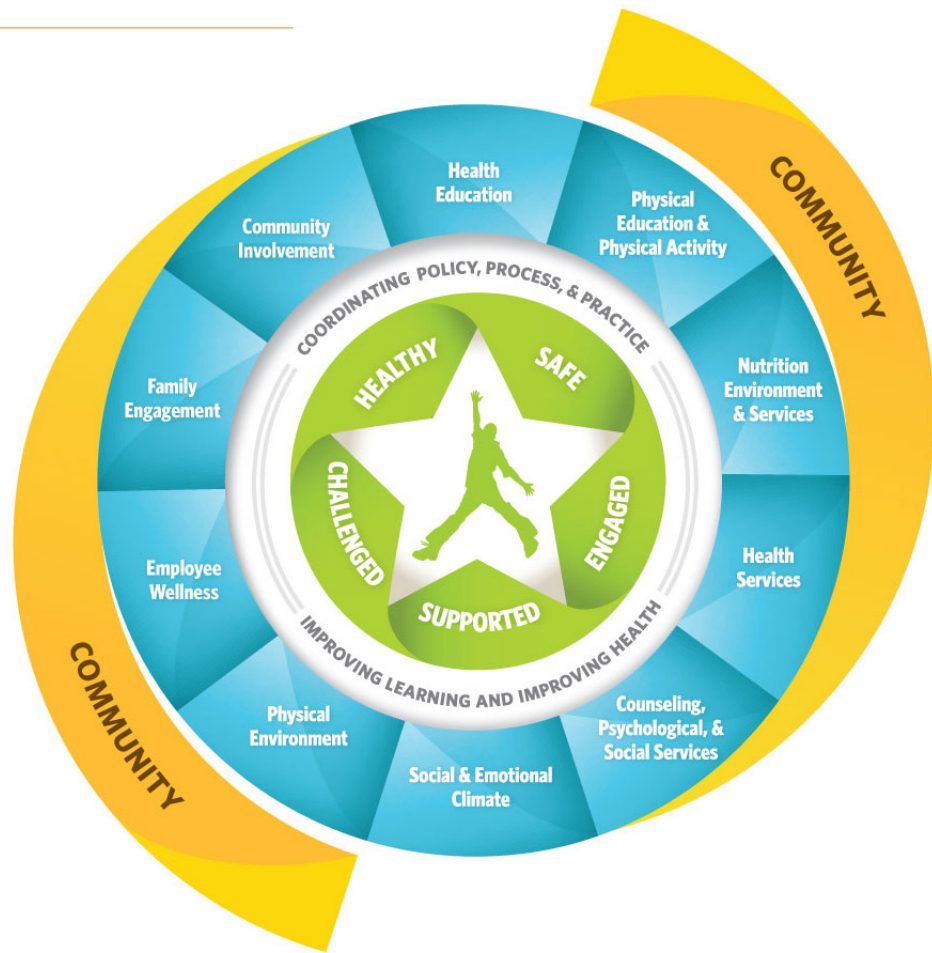 COMMUNITY
Health
Education
Physical
Education &
Physical Activity
Nutrition
Environment
& Services
Health
Services
Counseling,
Psychological, &
Social Services
Social & Emotional
Climate
Physical
Environment
Employee
Wellness
Family
Engagement
Community
Involvement
COORDINATING POLICY, PROCESS, & PRACTICE
IMPROVING LEARNING AND IMPROVING HEALTH
HEALTHY
SAFE
ENGAGED
SUPPORTED
CHALLENGED
COMMUNITY